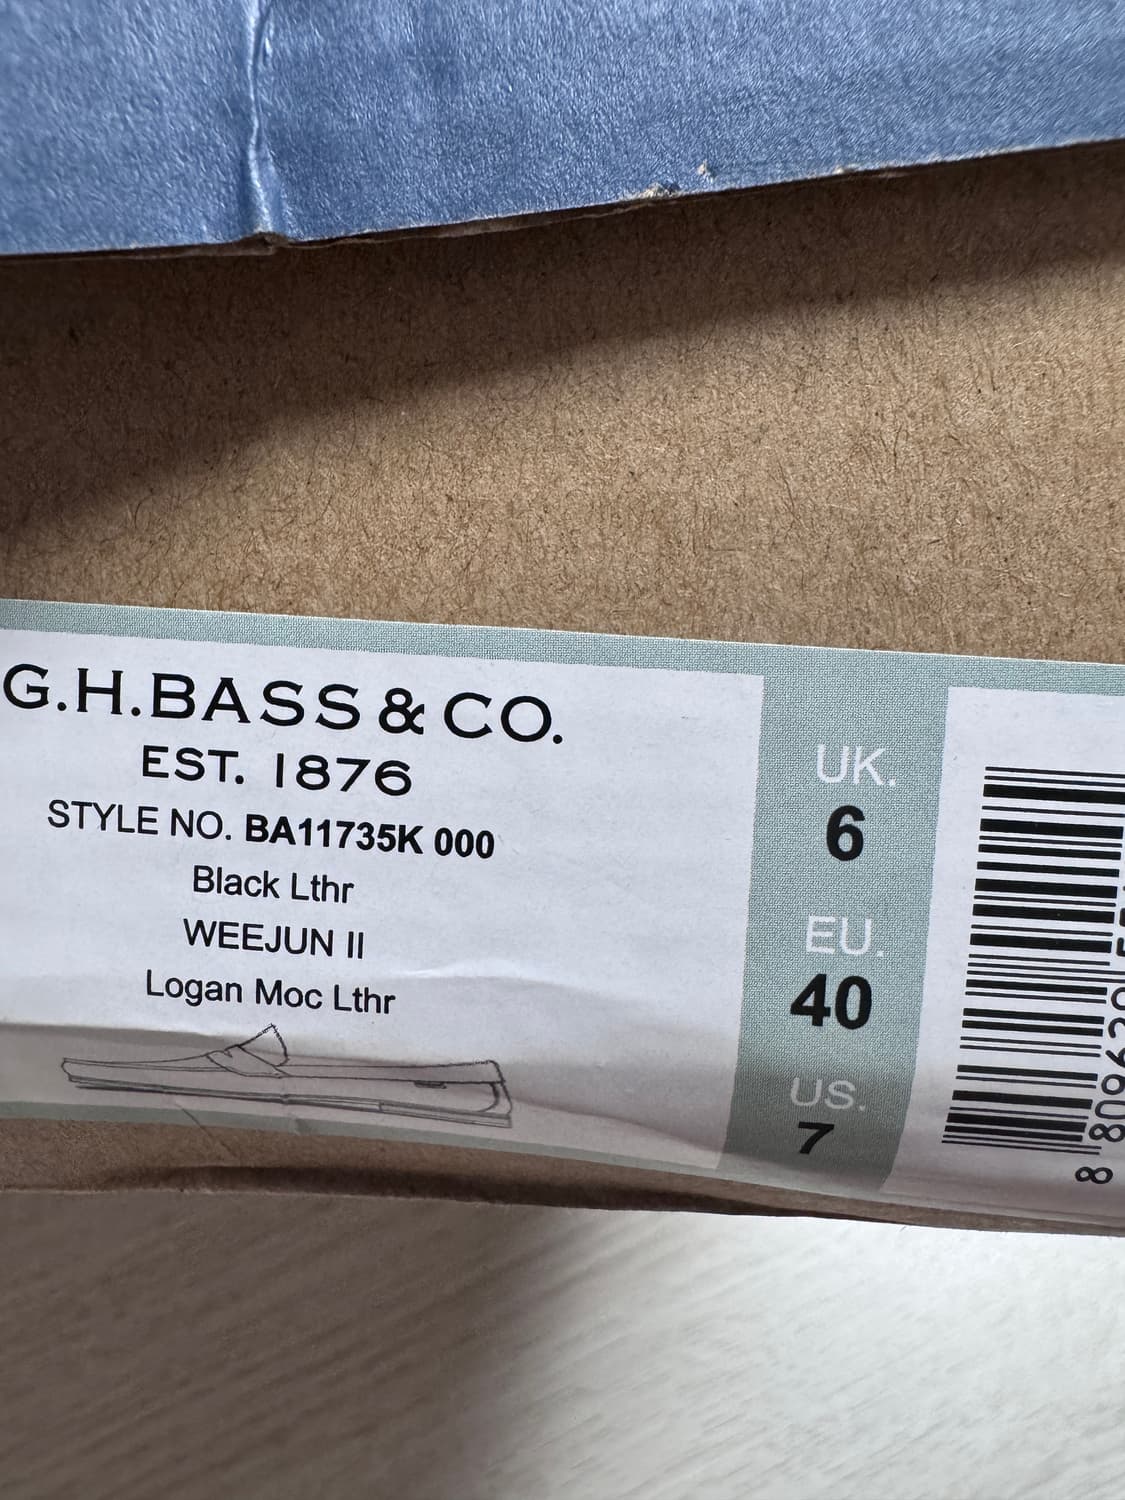 G.H.BASS & CO.
EST. 1876
STYLE NO. BA11735K 000
Black Lthr
WEEJUN II
Logan Moc Lthr
UK.
6
EU.
40
US.
7